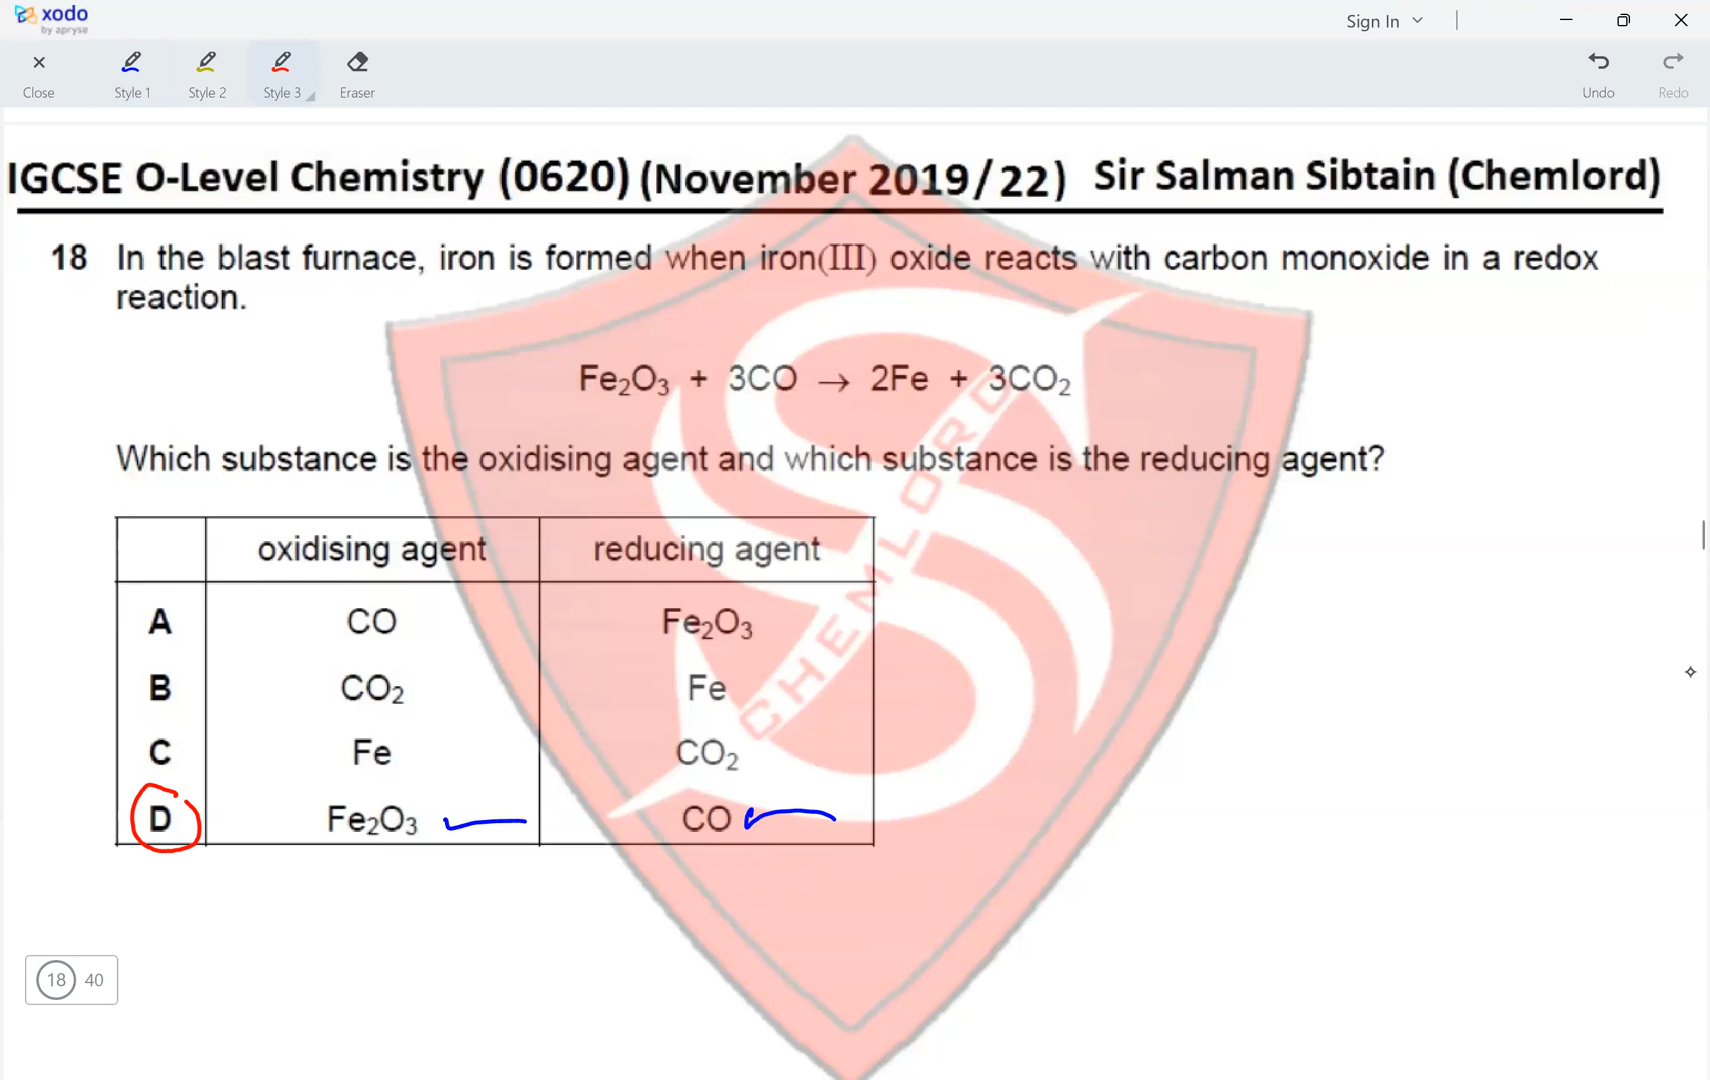 xodo
by apryse
Sign In
Close
Style 1
Style 2
Style 3
Eraser
Undo
Redo
IGCSE O-Level Chemistry (0620) (November 2019/22) Sir Salman Sibtain (Chemlord)
18 In the blast furnace, iron is formed when iron(III) oxide reacts with carbon monoxide in a redox
reaction.
Fe₂O₃ + 3CO → 2Fe + 3CO₂
Which substance is the oxidising agent and which substance is the reducing agent?
oxidising agent reducing agent
A CO Fe₂O₃
B CO₂ Fe
C Fe CO₂
D Fe₂O₃ CO
CHEMLORD
18 40